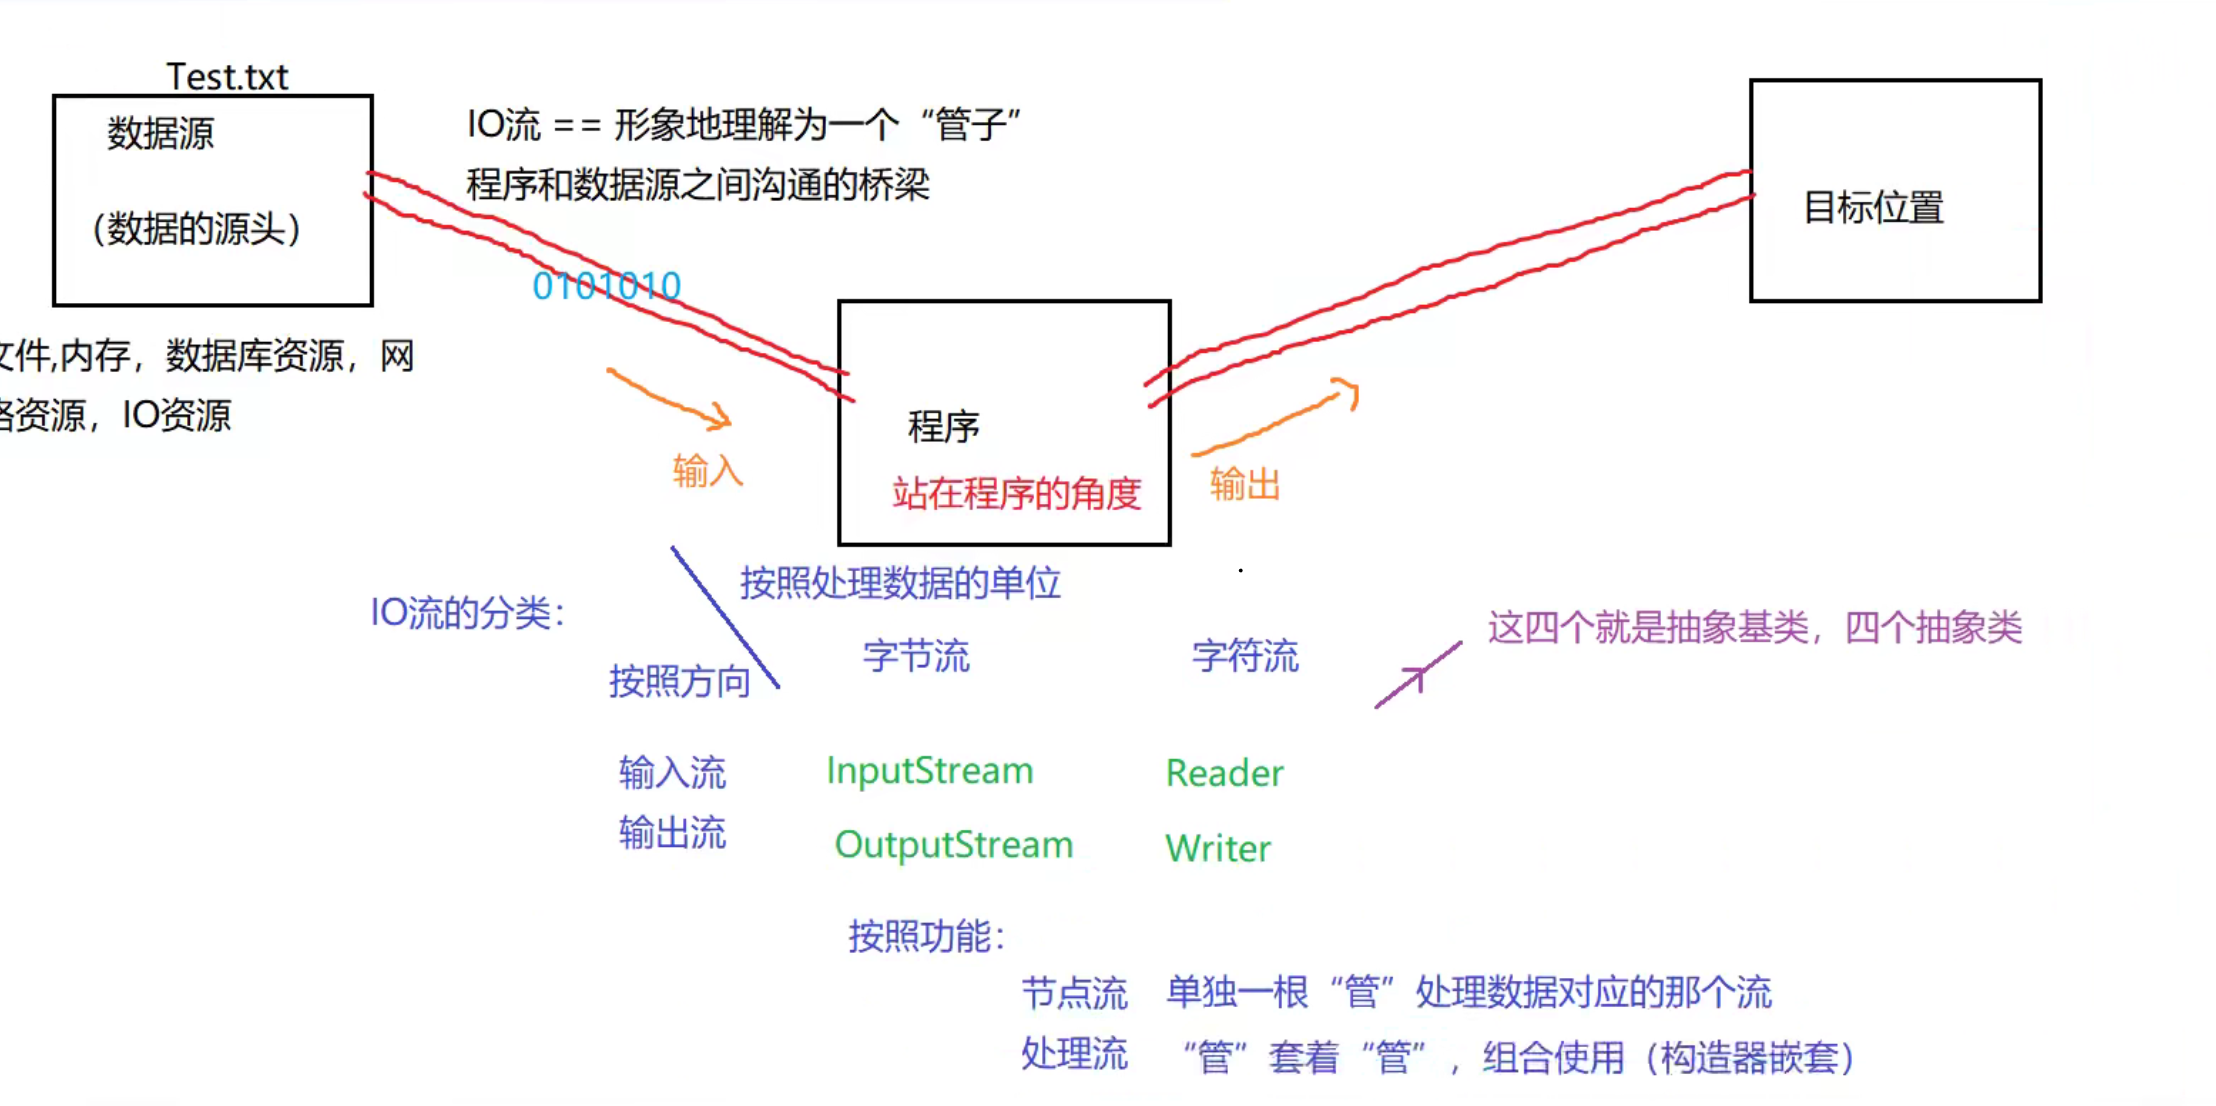 Test.txt
数据源
（数据的源头）
IO流 == 形象地理解为一个“管子”
程序和数据源之间沟通的桥梁
0101010
目标位置
文件,内存，数据库资源，网
络资源，IO资源
输入
程序
站在程序的角度
输出
IO流的分类：
按照处理数据的单位
按照方向
字节流
字符流
这四个就是抽象基类，四个抽象类
输入流
InputStream
Reader
输出流
OutputStream
Writer
按照功能：
节点流 单独一根“管”处理数据对应的那个流
处理流 “管”套着“管”，组合使用（构造器嵌套）